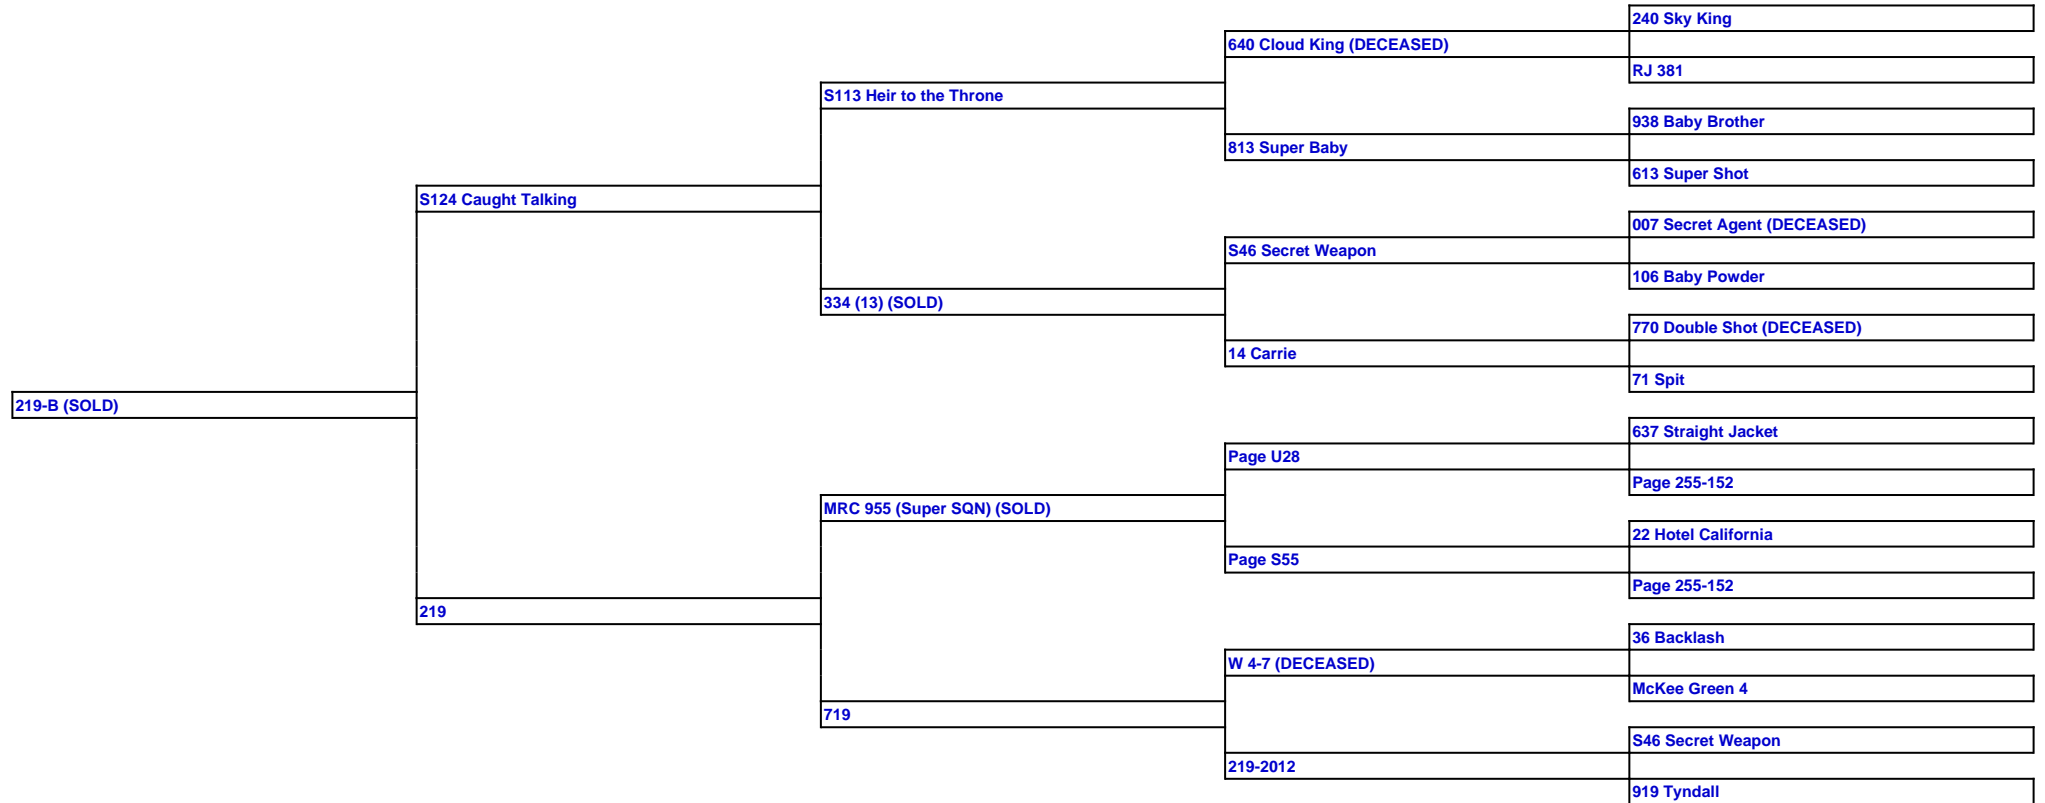 240 Sky King
640 Cloud King (DECEASED)
RJ 381
S113 Heir to the Throne
938 Baby Brother
813 Super Baby
613 Super Shot
S124 Caught Talking
007 Secret Agent (DECEASED)
S46 Secret Weapon
106 Baby Powder
334 (13) (SOLD)
770 Double Shot (DECEASED)
14 Carrie
71 Spit
219-B (SOLD)
637 Straight Jacket
Page U28
Page 255-152
MRC 955 (Super SQN) (SOLD)
22 Hotel California
Page S55
Page 255-152
219
36 Backlash
W 4-7 (DECEASED)
McKee Green 4
719
S46 Secret Weapon
219-2012
919 Tyndall